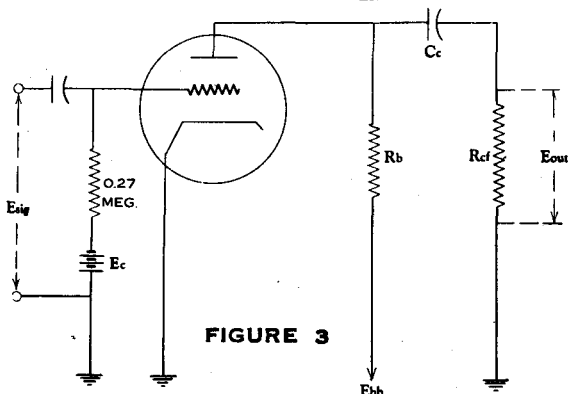 Cc
Rb
Rcf
Eout
0.27
MEG.
Esig
Ec
FIGURE 3
Ebb